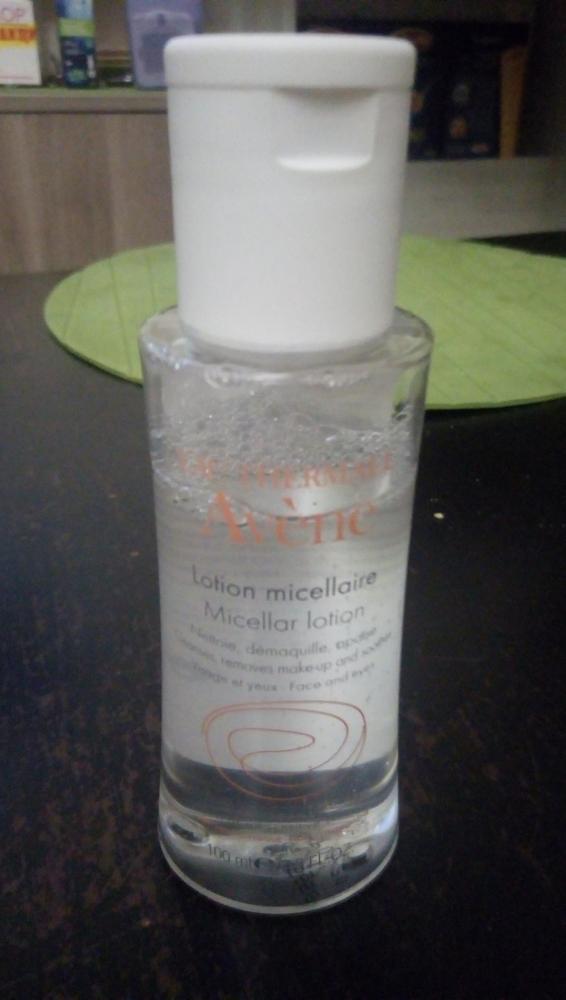 OP
THERMALE
Avène
Lotion micellaire
Micellar lotion
Nettoie, démaquille, apaise
Cleanses, removes make-up and soothes
Visage et yeux - Face and eyes
100 ml